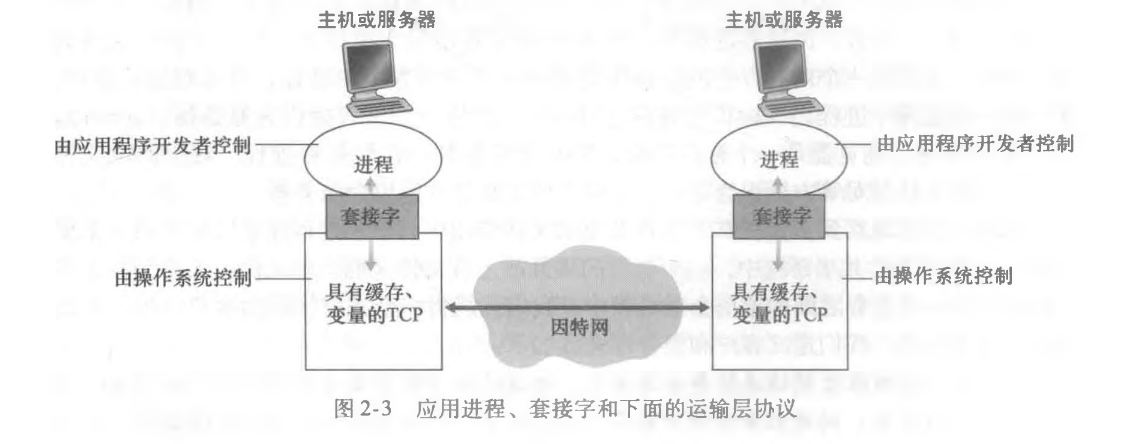 主机或服务器
主机或服务器
由应用程序开发者控制
进程
进程
由应用程序开发者控制
套接字
套接字
由操作系统控制
具有缓存、
变量的TCP
因特网
具有缓存、
变量的TCP
由操作系统控制
图 2-3 应用进程、套接字和下面的运输层协议